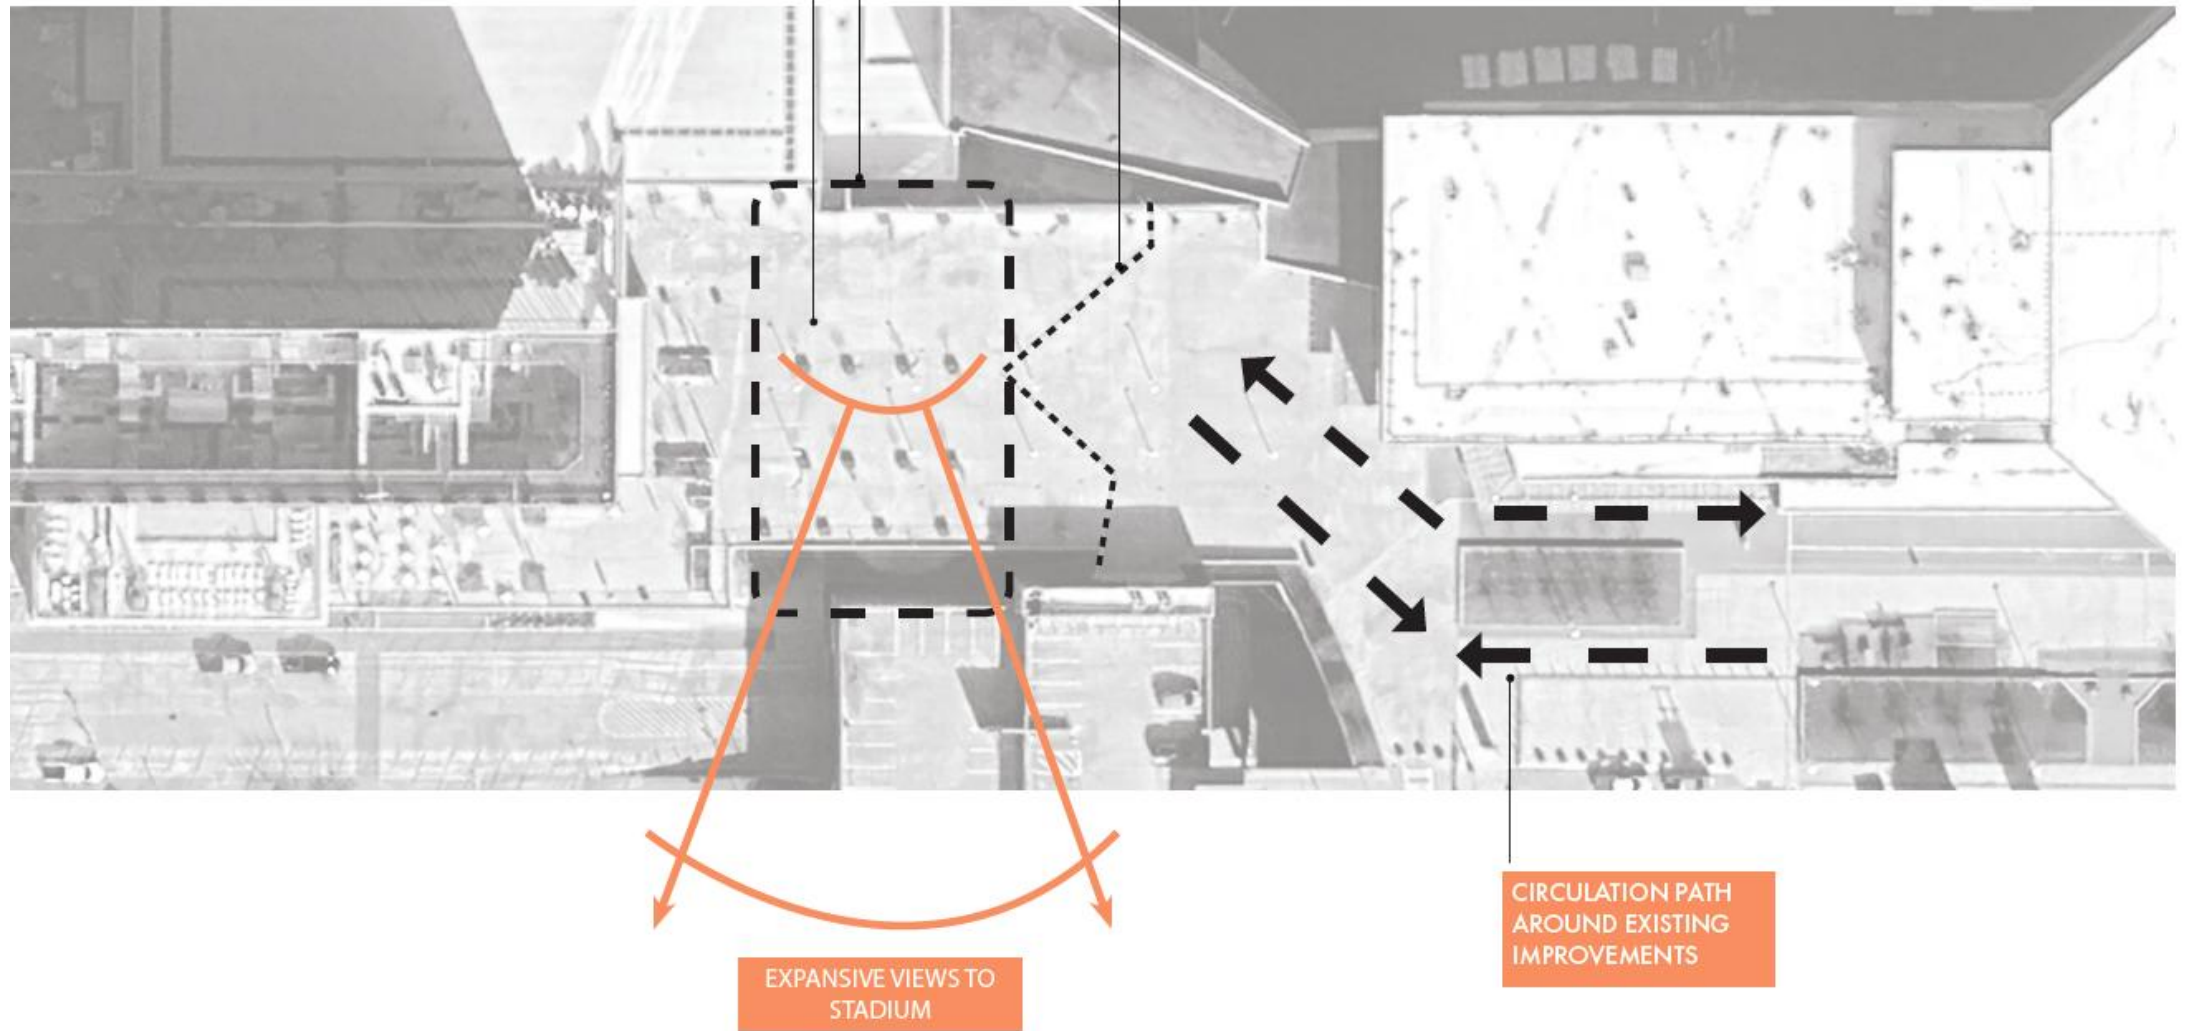 EXPANSIVE VIEWS TO
STADIUM
CIRCULATION PATH
AROUND EXISTING
IMPROVEMENTS